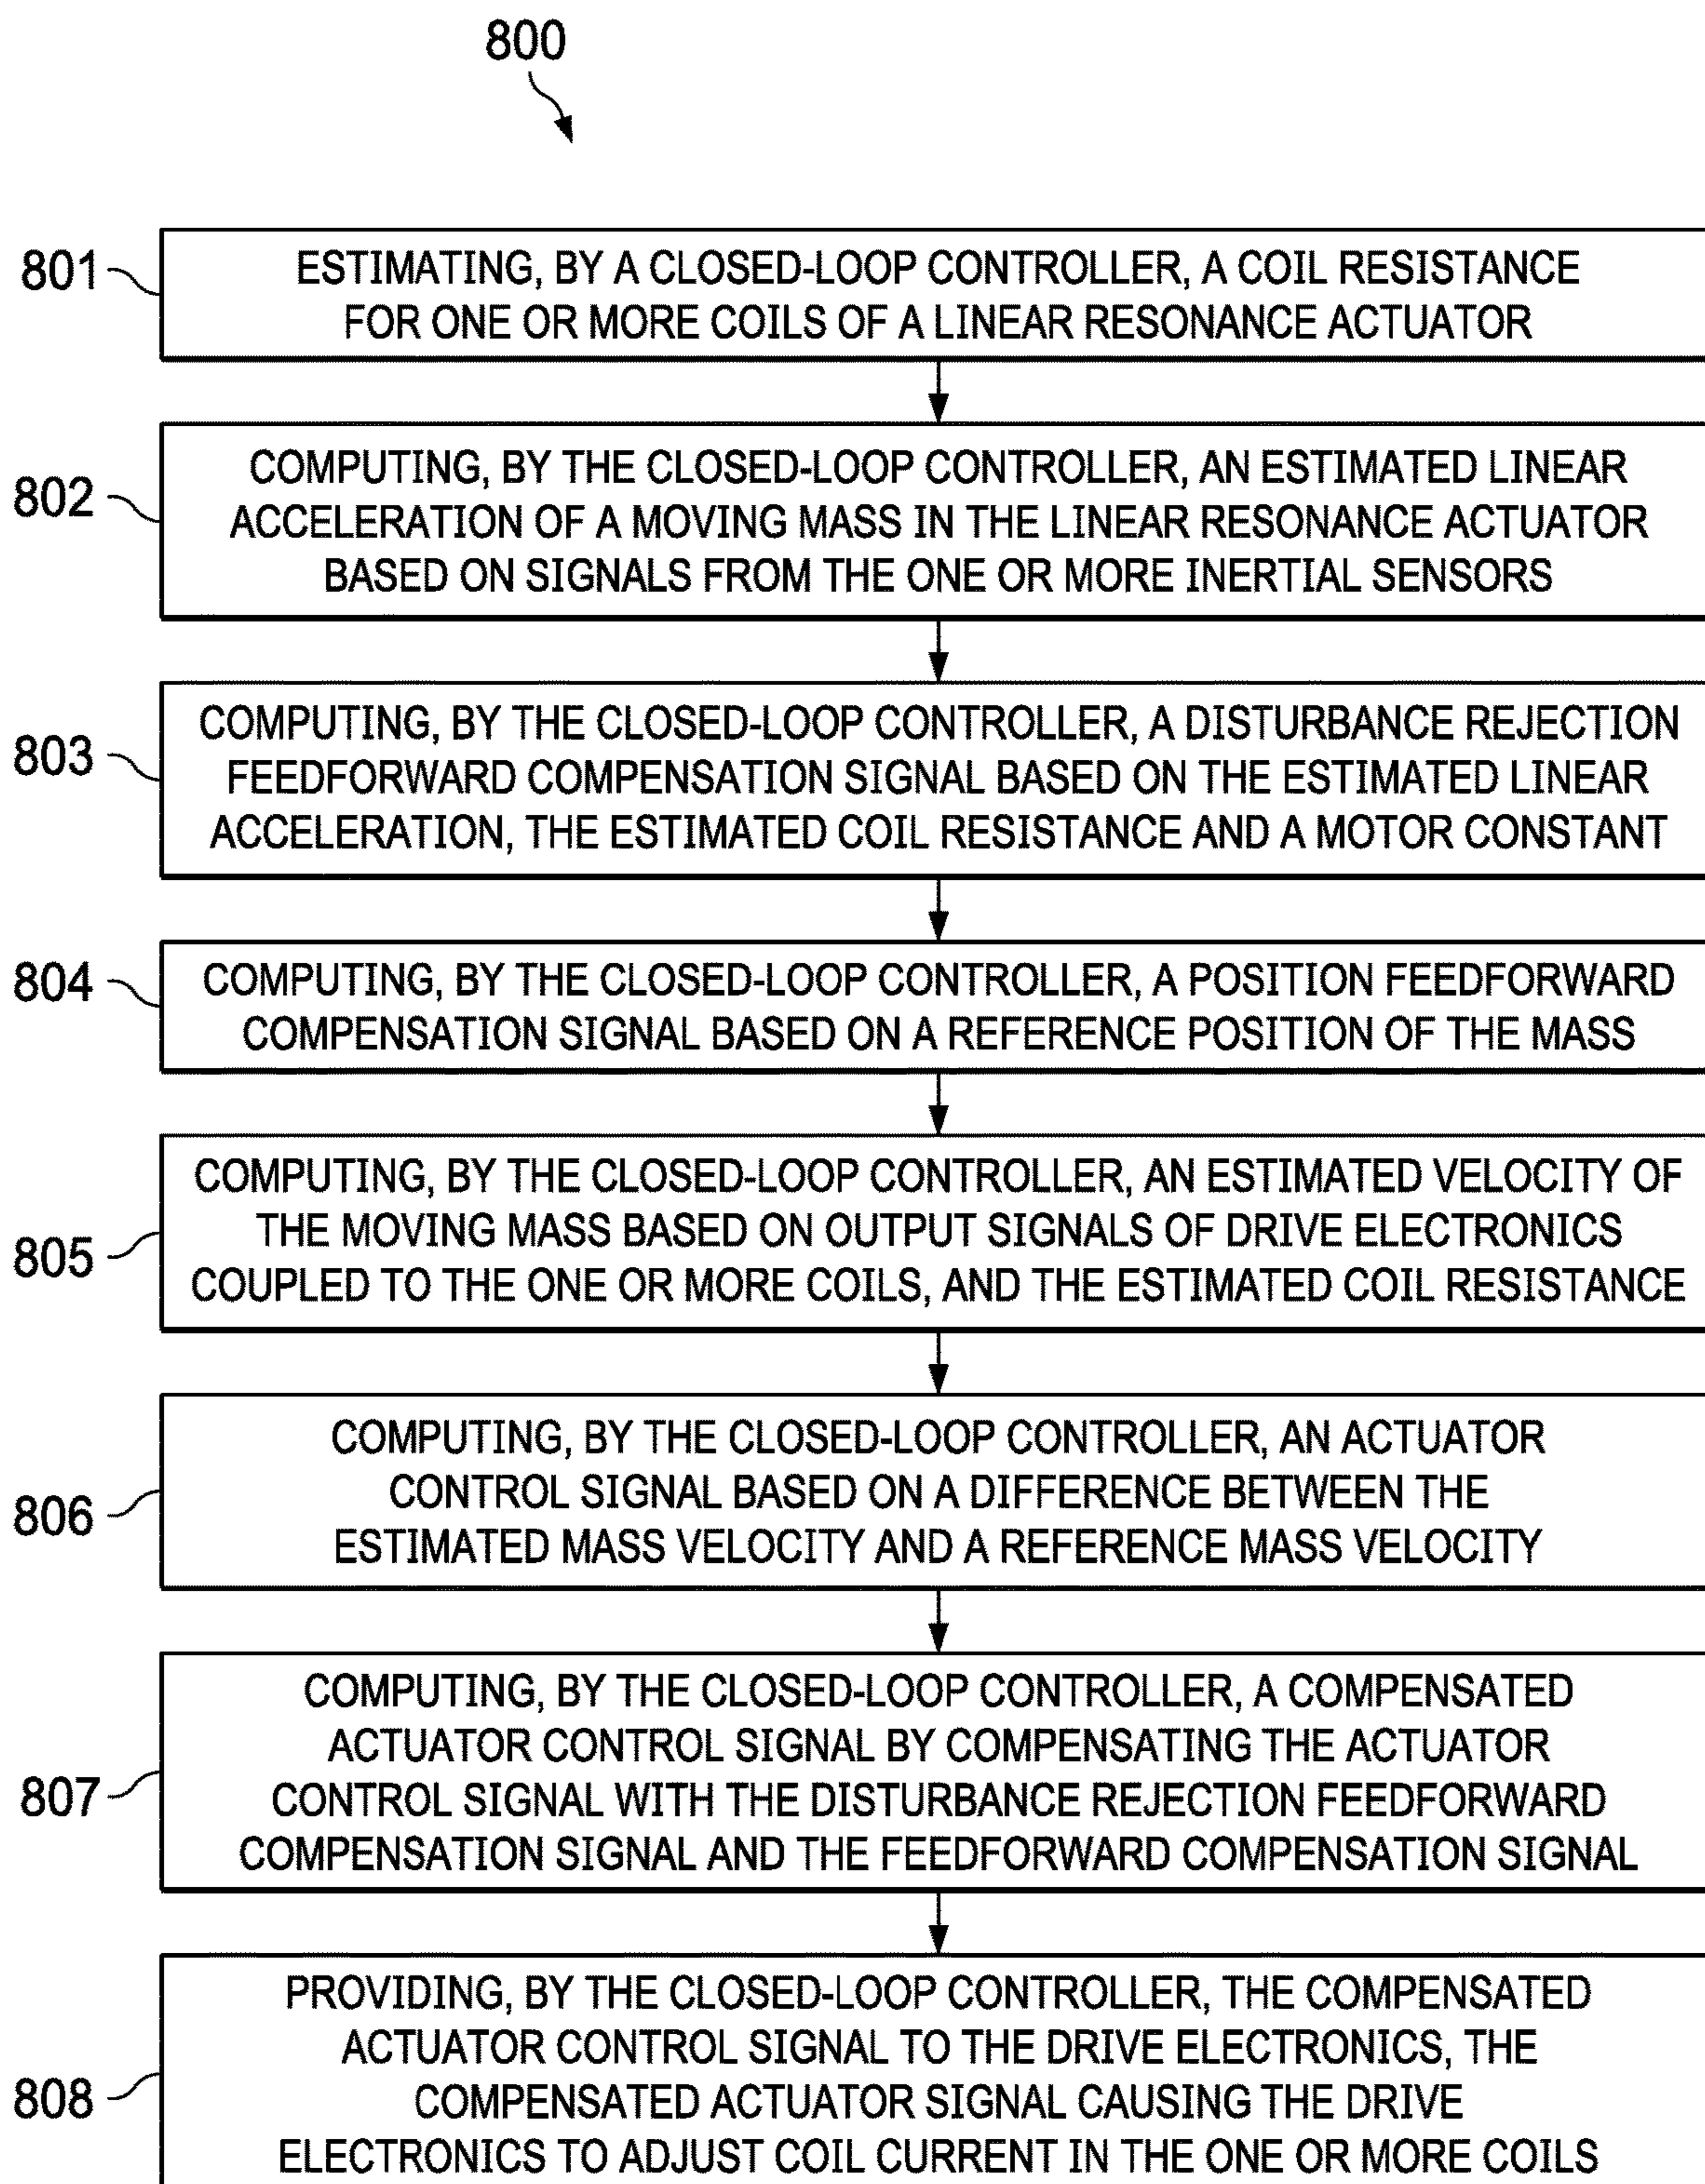 800
801
ESTIMATING, BY A CLOSED-LOOP CONTROLLER, A COIL RESISTANCE
FOR ONE OR MORE COILS OF A LINEAR RESONANCE ACTUATOR
802
COMPUTING, BY THE CLOSED-LOOP CONTROLLER, AN ESTIMATED LINEAR
ACCELERATION OF A MOVING MASS IN THE LINEAR RESONANCE ACTUATOR
BASED ON SIGNALS FROM THE ONE OR MORE INERTIAL SENSORS
803
COMPUTING, BY THE CLOSED-LOOP CONTROLLER, A DISTURBANCE REJECTION
FEEDFORWARD COMPENSATION SIGNAL BASED ON THE ESTIMATED LINEAR
ACCELERATION, THE ESTIMATED COIL RESISTANCE AND A MOTOR CONSTANT
804
COMPUTING, BY THE CLOSED-LOOP CONTROLLER, A POSITION FEEDFORWARD
COMPENSATION SIGNAL BASED ON A REFERENCE POSITION OF THE MASS
805
COMPUTING, BY THE CLOSED-LOOP CONTROLLER, AN ESTIMATED VELOCITY OF
THE MOVING MASS BASED ON OUTPUT SIGNALS OF DRIVE ELECTRONICS
COUPLED TO THE ONE OR MORE COILS, AND THE ESTIMATED COIL RESISTANCE
806
COMPUTING, BY THE CLOSED-LOOP CONTROLLER, AN ACTUATOR
CONTROL SIGNAL BASED ON A DIFFERENCE BETWEEN THE
ESTIMATED MASS VELOCITY AND A REFERENCE MASS VELOCITY
807
COMPUTING, BY THE CLOSED-LOOP CONTROLLER, A COMPENSATED
ACTUATOR CONTROL SIGNAL BY COMPENSATING THE ACTUATOR
CONTROL SIGNAL WITH THE DISTURBANCE REJECTION FEEDFORWARD
COMPENSATION SIGNAL AND THE FEEDFORWARD COMPENSATION SIGNAL
808
PROVIDING, BY THE CLOSED-LOOP CONTROLLER, THE COMPENSATED
ACTUATOR CONTROL SIGNAL TO THE DRIVE ELECTRONICS, THE
COMPENSATED ACTUATOR SIGNAL CAUSING THE DRIVE
ELECTRONICS TO ADJUST COIL CURRENT IN THE ONE OR MORE COILS